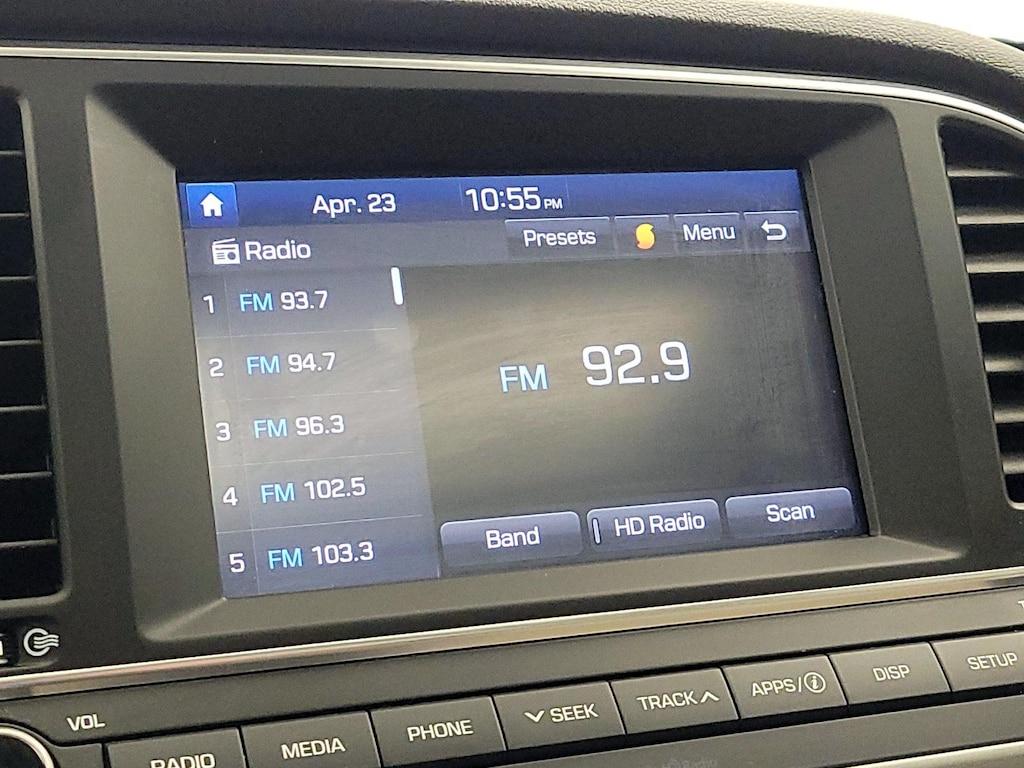 Apr. 23 10:55 PM
Radio Presets Menu
1 FM 93.7
2 FM 94.7
3 FM 96.3
4 FM 102.5
5 FM 103.3
FM 92.9
Band HD Radio Scan
VOL
RADIO MEDIA PHONE SEEK TRACK APPS/i DISP SETUP